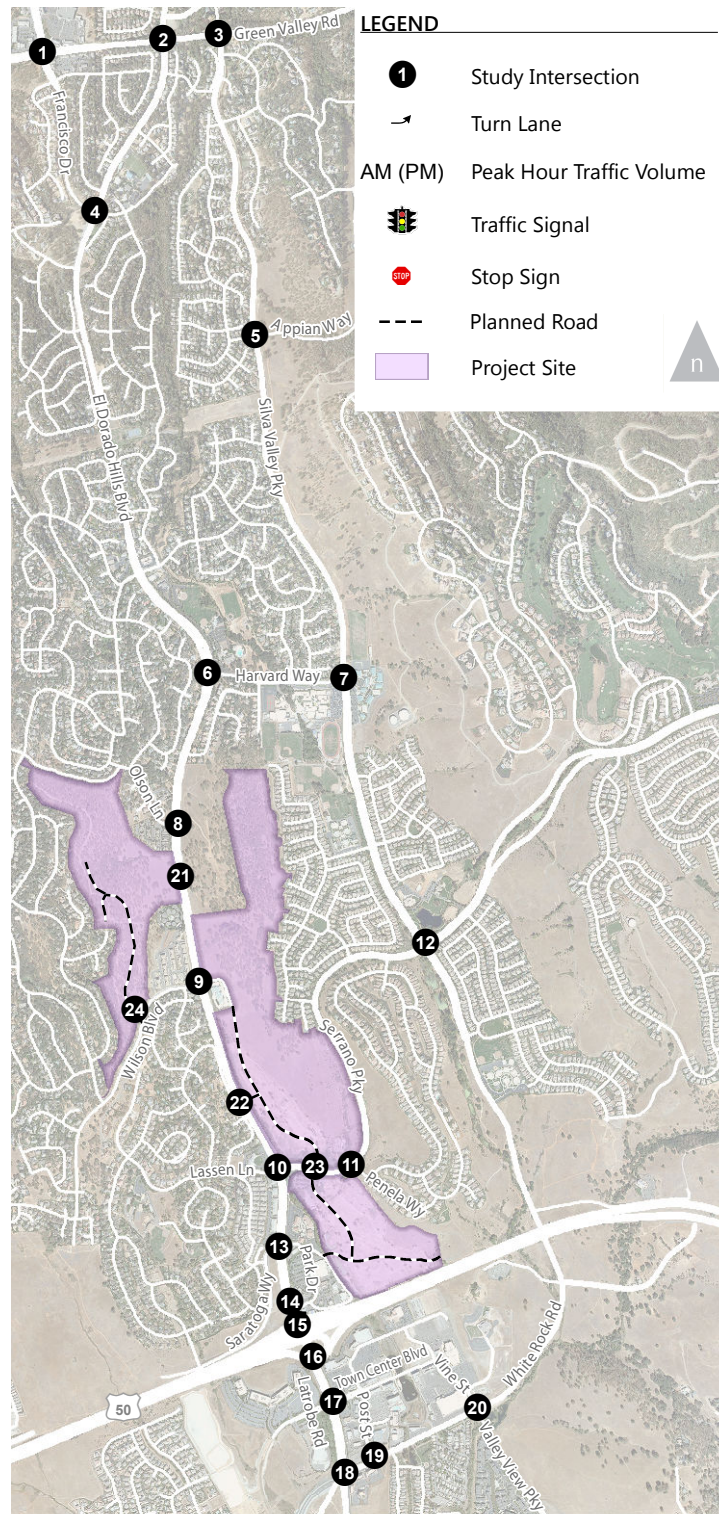 LEGEND
1 Study Intersection
Turn Lane
AM (PM) Peak Hour Traffic Volume
Traffic Signal
STOP Stop Sign
Planned Road
Project Site
n
1
2
3
Green Valley Rd
Francisco Dr
4
5
Appian Way
El Dorado Hills Blvd
Silva Valley Pky
6
Harvard Way
7
Olson Ln
8
21
12
9
24
Wilson Blvd
Serrano Pky
22
Lassen Ln
10
23
11
Penela Wy
13
Park Dr
Saratoga Wy
14
15
16
White Rock Rd
Town Center Blvd
Vine St
50
Latrobe Rd
17
Post St
20
Valley View Pky
19
18